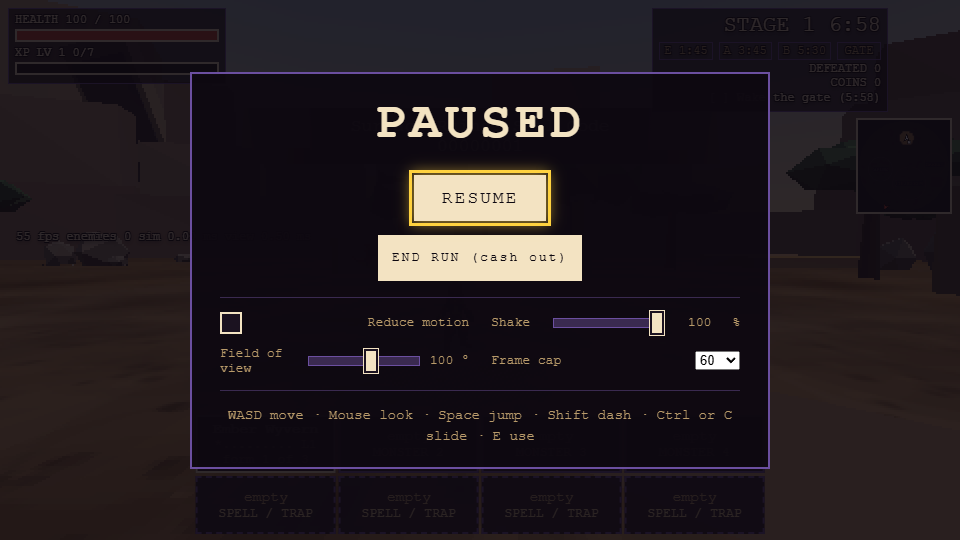 HEALTH 100 / 100
XP LV 1 0/7
STAGE 1 6:58
E 1:45 A 3:45 B 5:30 GATE
DEFEATED 0
COINS 0
the gate (5:58)
55 fps enemies 0 sim 0.0
PAUSED
RESUME
END RUN (cash out)
Reduce motion Shake 100 %
Field of view 100 ° Frame cap 60
WASD move · Mouse look · Space jump · Shift dash · Ctrl or C
slide · E use
empty empty empty empty
SPELL / TRAP SPELL / TRAP SPELL / TRAP SPELL / TRAP